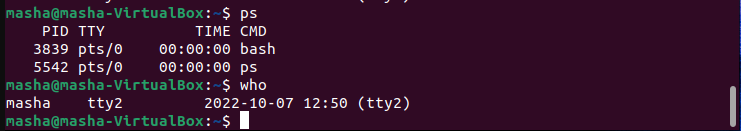 masha@masha-VirtualBox:~$ ps
    PID TTY          TIME CMD
   3839 pts/0    00:00:00 bash
   5542 pts/0    00:00:00 ps
masha@masha-VirtualBox:~$ who
masha    tty2         2022-10-07 12:50 (tty2)
masha@masha-VirtualBox:~$